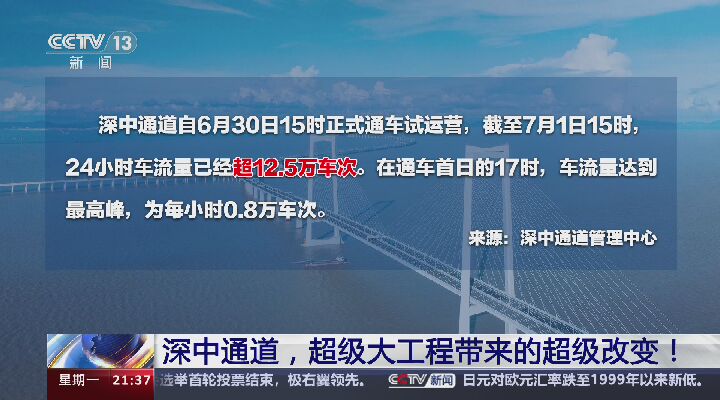 CCTV 13
新闻
深中通道自6月30日15时正式通车试运营，截至7月1日15时，
24小时车流量已经超12.5万车次。在通车首日的17时，车流量达到
最高峰，为每小时0.8万车次。
来源：深中通道管理中心
深中通道，超级大工程带来的超级改变！
星期一 21:37 选举首轮投票结束，极右翼领先。 CCTV新闻 日元对欧元汇率跌至1999年以来新低。